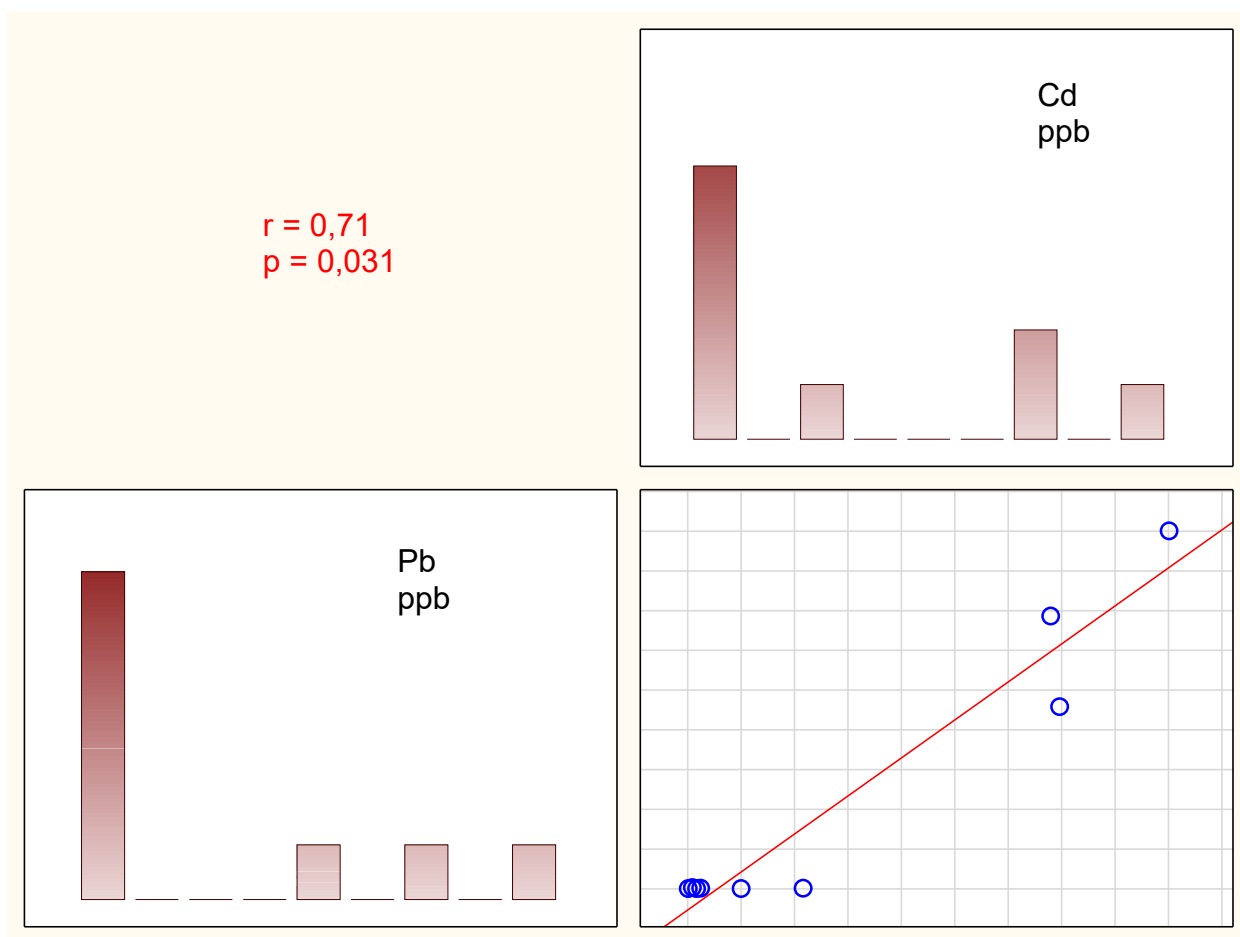 Cd
ppb
r = 0,71
p = 0,031
Pb
ppb